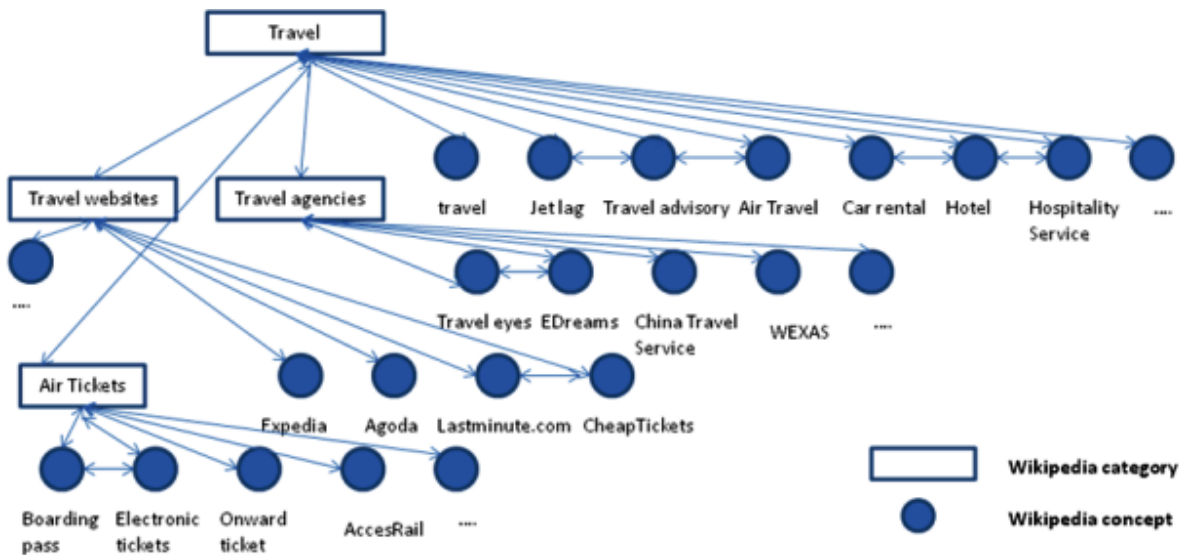 Travel
Travel websites
Travel agencies
travel
Jet lag
Travel advisory
Air Travel
Car rental
Hotel
Hospitality
Service
....
....
Travel eyes
EDreams
China Travel
Service
WEXAS
....
Air Tickets
Expedia
Agoda
Lastminute.com
CheapTickets
Boarding
pass
Electronic
tickets
Onward
ticket
AccesRail
....
Wikipedia category
Wikipedia concept